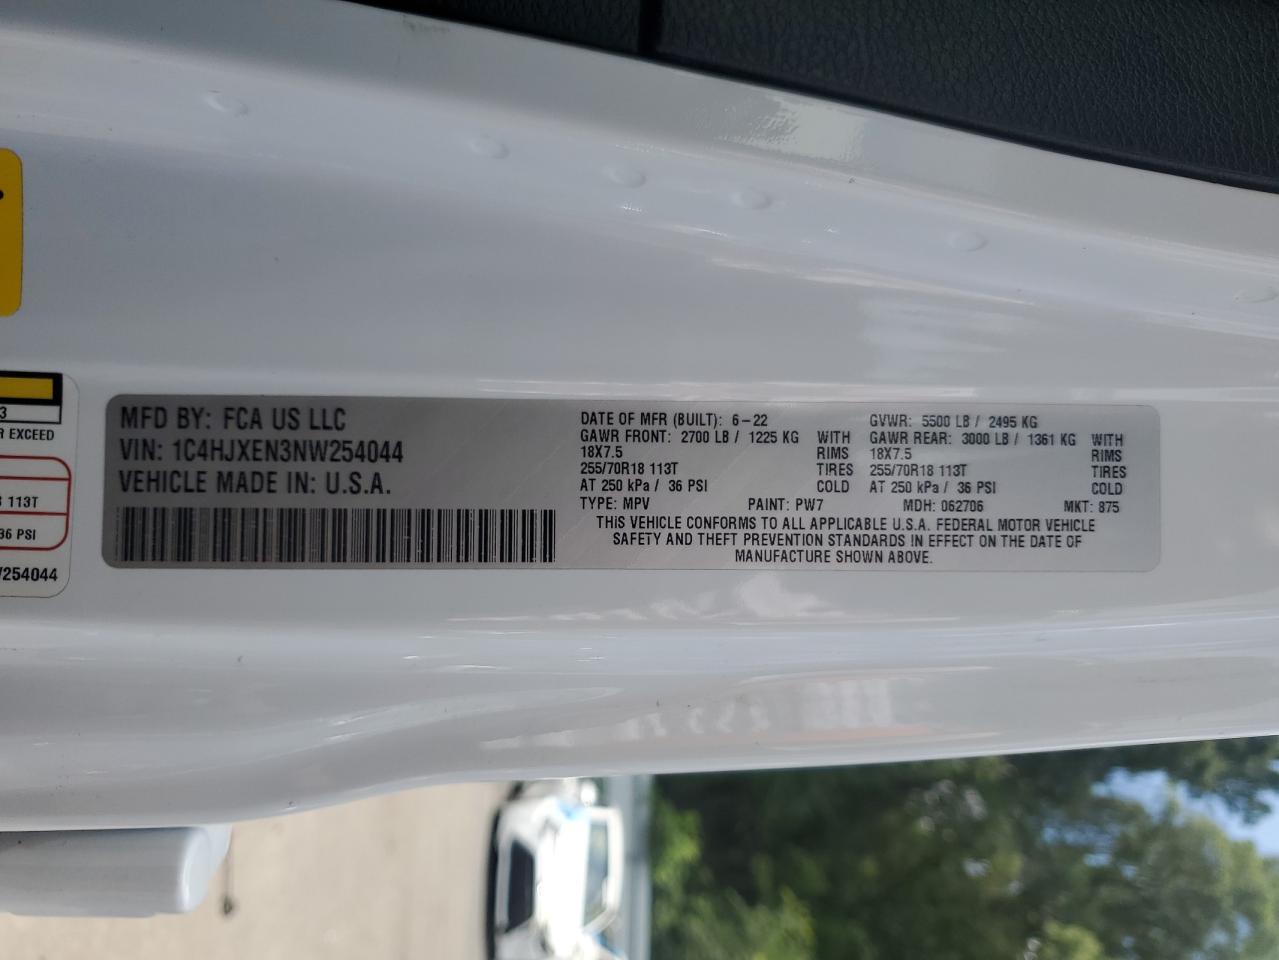 MFD BY: FCA US LLC
VIN: 1C4HJXEN3NW254044
VEHICLE MADE IN: U.S.A.
DATE OF MFR (BUILT): 6-22
GAWR FRONT: 2700 LB / 1225 KG WITH
18X7.5 RIMS
255/70R18 113T TIRES
AT 250 kPa / 36 PSI COLD
GVWR: 5500 LB / 2495 KG
GAWR REAR: 3000 LB / 1361 KG WITH
18X7.5 RIMS
255/70R18 113T TIRES
AT 250 kPa / 36 PSI COLD
TYPE: MPV PAINT: PW7 MDH: 062706 MKT: 875
THIS VEHICLE CONFORMS TO ALL APPLICABLE U.S.A. FEDERAL MOTOR VEHICLE
SAFETY AND THEFT PREVENTION STANDARDS IN EFFECT ON THE DATE OF
MANUFACTURE SHOWN ABOVE.
3
R EXCEED
113T
36 PSI
254044